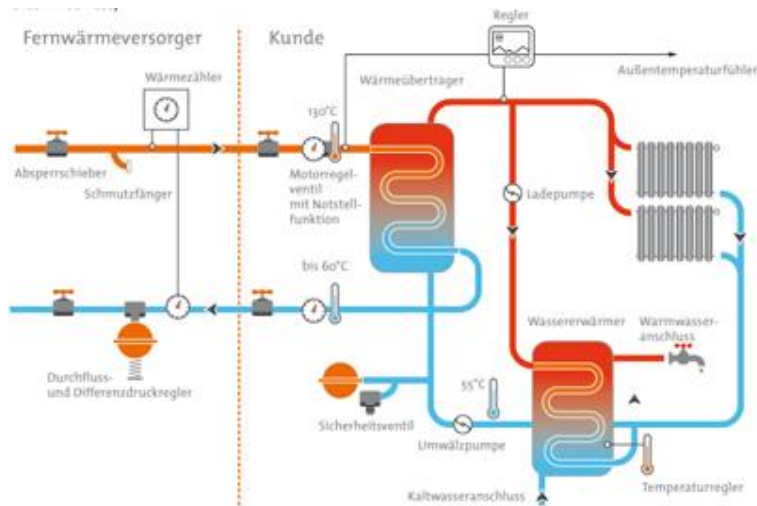 Regler
Fernwärmeversorger
Kunde
Wärmezähler
Wärmeübertrager
Außentemperaturfühler
130°C
Absperrschieber
Schmutzfänger
Motorregel-
ventil
mit Notstell-
funktion
Ladepumpe
bis 60°C
Wassererwärmer
Warmwasser-
anschluss
Durchfluss-
und Differenzdruckregler
55°C
Sicherheitsventil
Umwälzpumpe
Temperaturregler
Kaltwasseranschluss